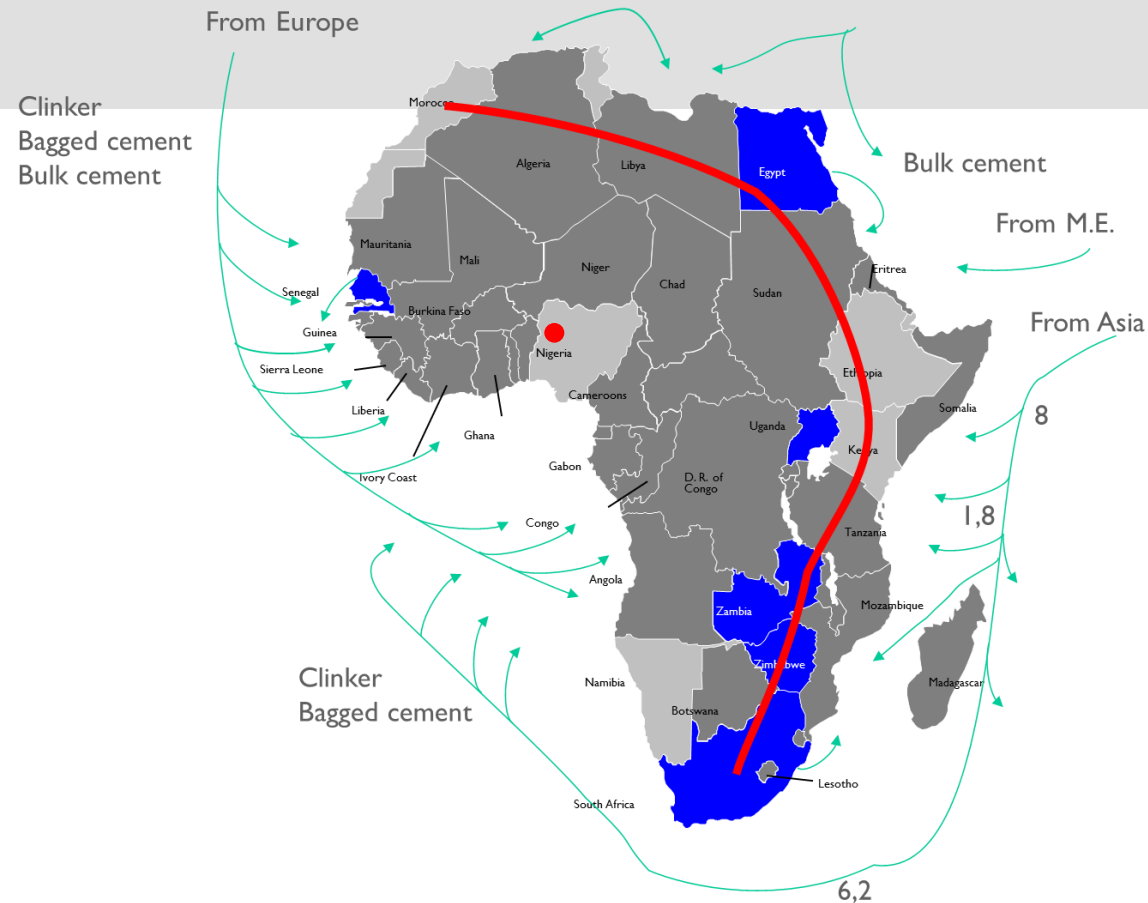 From Europe
Clinker
Bagged cement
Bulk cement
Morocco
Algeria
Libya
Egypt
Bulk cement
From M.E.
Mauritania
Mali
Niger
Chad
Sudan
Eritrea
Senegal
Burkina Faso
Guinea
Nigeria
From Asia
Sierra Leone
Ethiopia
Liberia
Cameroons
Somalia
8
Ghana
Uganda
Kenya
Ivory Coast
Gabon
D. R. of
Congo
Congo
1,8
Tanzania
Angola
Zambia
Mozambique
Clinker
Bagged cement
Namibia
Zimbabwe
Madagascar
Botswana
Lesotho
South Africa
6,2